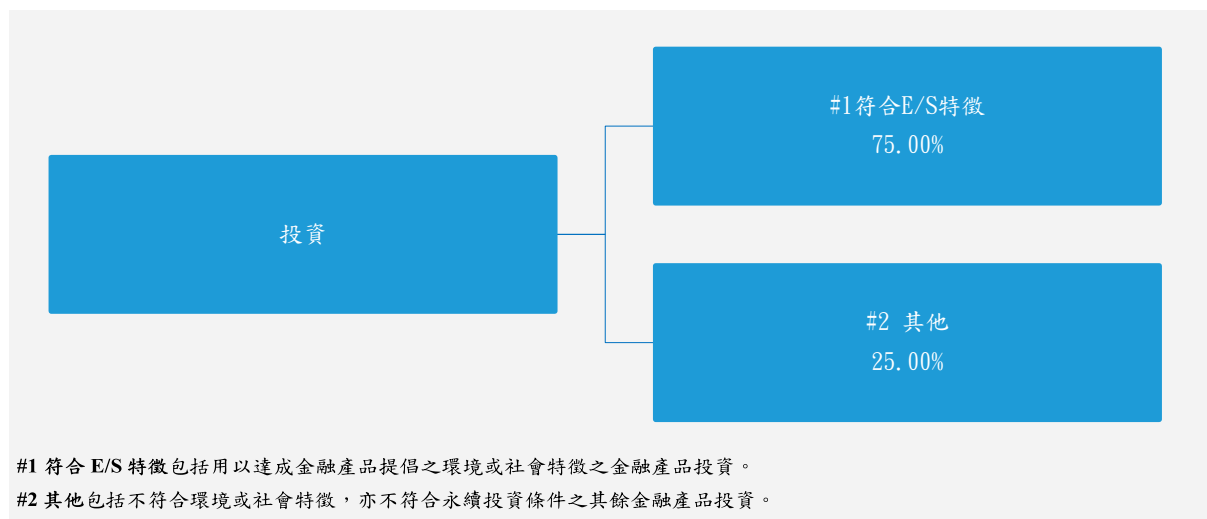 #1符合E/S特徵
75.00%
投資
#2 其他
25.00%
#1 符合 E/S 特徵包括用以達成金融產品提倡之環境或社會特徵之金融產品投資。
#2 其他包括不符合環境或社會特徵，亦不符合永續投資條件之其餘金融產品投資。